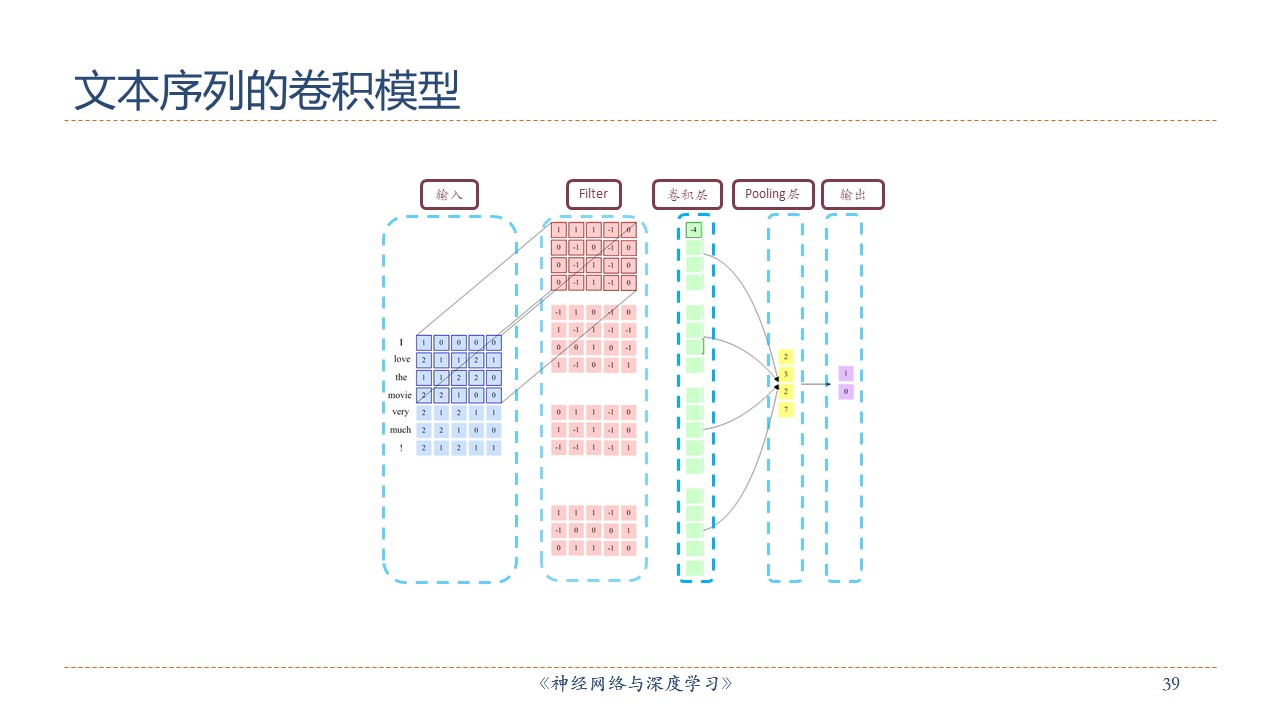 文本序列的卷积模型
输入 Filter 卷积层 Pooling层 输出
1 1 1 -1 0
0 -1 0 -1 0
0 -1 1 -1 0
0 -1 1 -1 0
-4
-1 1 0 -1 0
1 -1 1 -1 -1
0 0 1 0 -1
1 -1 0 -1 1
I 1 0 0 0 0
love 2 1 1 2 1
the 1 1 2 2 0
movie 2 2 1 0 0
very 2 1 2 1 1
much 2 2 1 0 0
! 2 1 2 1 1
0 1 1 -1 0
1 -1 1 -1 0
-1 -1 1 -1 1
1 1 1 -1 0
-1 0 0 0 1
0 1 1 -1 0
2
3
2
7
1
0
《神经网络与深度学习》
39